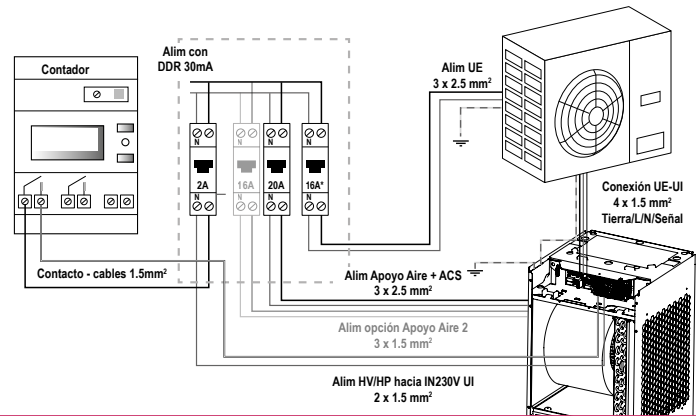 Alim con
DDR 30mA
Contador
Alim UE
3 x 2.5 mm²
N
N
N
N
2A
16A
20A
16A*
N
N
Conexión UE-UI
4 x 1.5 mm²
Tierra/L/N/Señal
Contacto - cables 1.5mm²
Alim Apoyo Aire + ACS
3 x 2.5 mm²
Alim opción Apoyo Aire 2
3 x 1.5 mm²
Alim HV/HP hacia IN230V UI
2 x 1.5 mm²